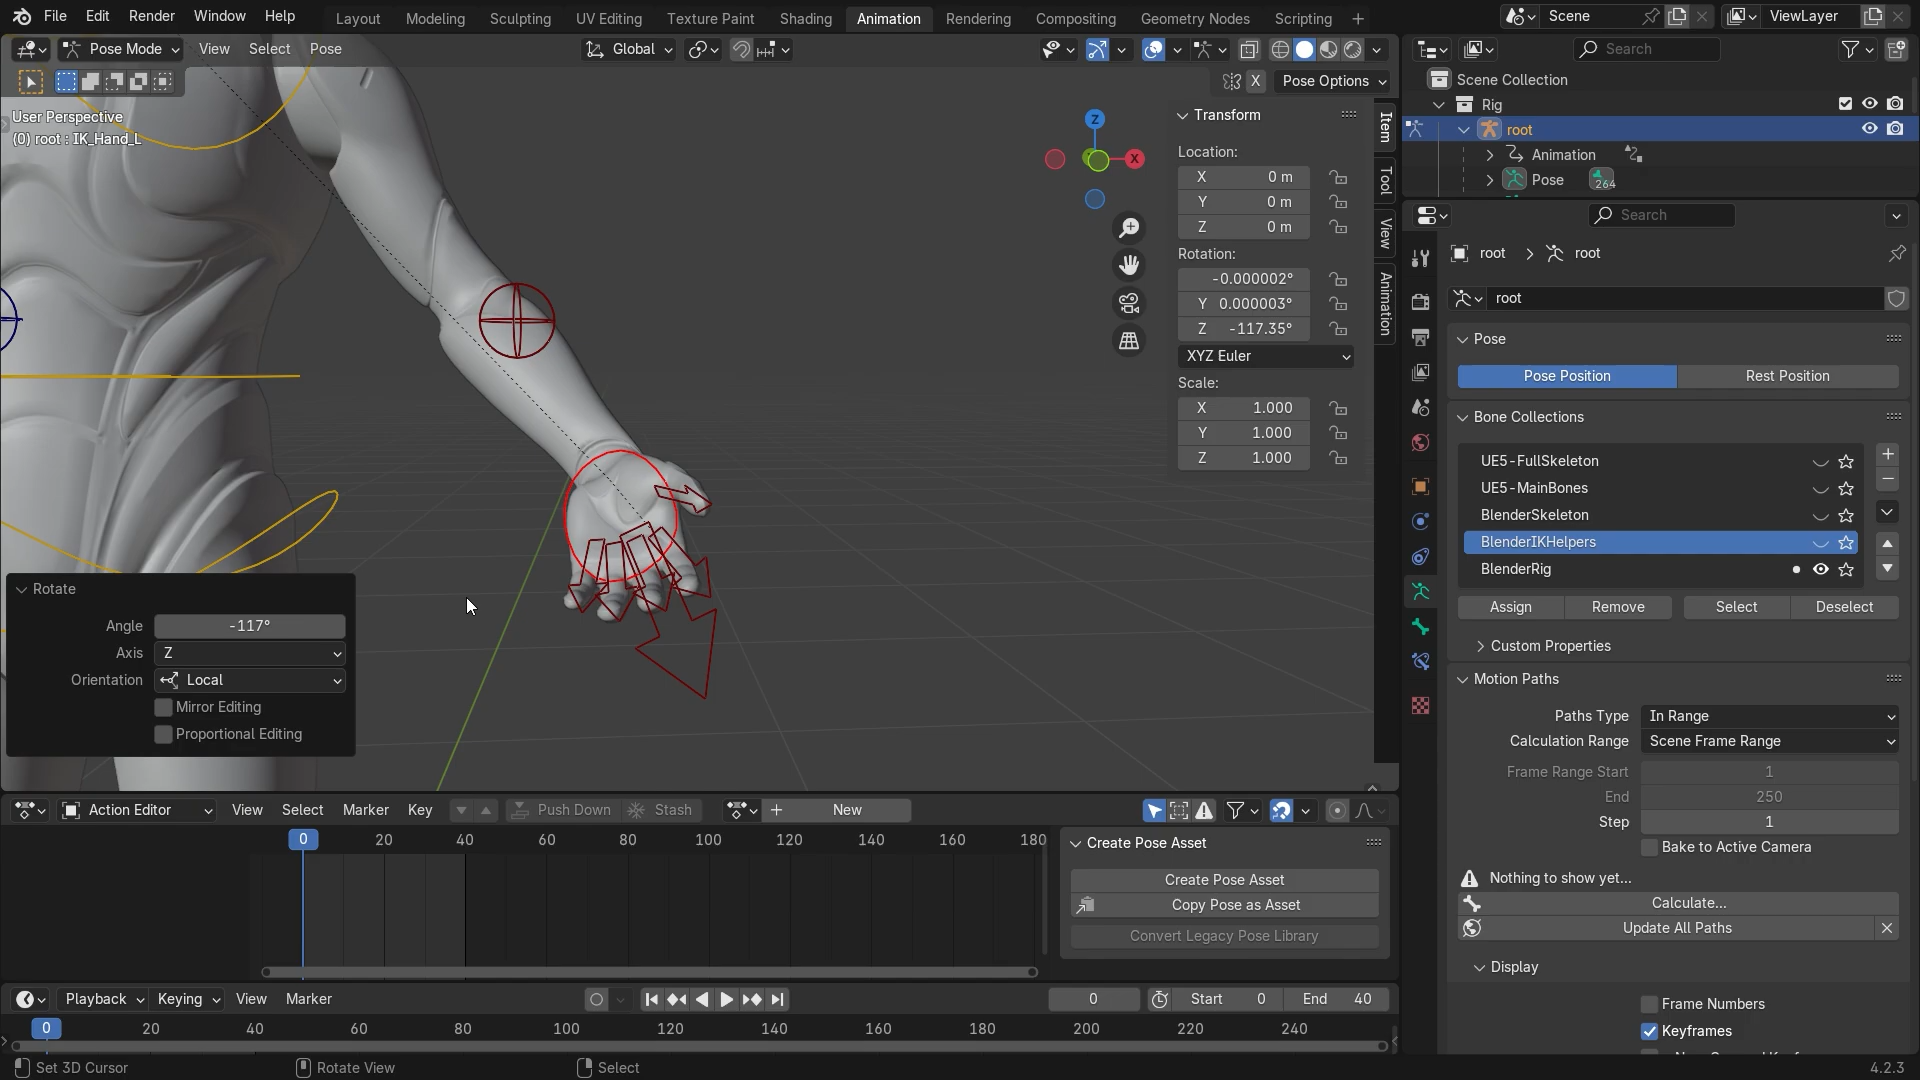 File Edit Render Window Help Layout Modeling Sculpting UV Editing Texture Paint Shading Animation Rendering Compositing Geometry Nodes Scripting + Scene ViewLayer
Pose Mode View Select Pose Global
X Pose Options
User Perspective
(0) root : IK_Hand_L
Z
X
Transform
Location:
X 0 m
Y 0 m
Z 0 m
Rotation:
-0.000002°
Y 0.000003°
Z -117.35°
XYZ Euler
Scale:
X 1.000
Y 1.000
Z 1.000
Item
Tool
View
Animation
Rotate
Angle -117°
Axis Z
Orientation Local
Mirror Editing
Proportional Editing
Search
Scene Collection
Rig
root
Animation
Pose 264
Search
root > root
root
Pose
Pose Position Rest Position
Bone Collections
UE5-FullSkeleton
UE5-MainBones
BlenderSkeleton
BlenderIKHelpers
BlenderRig
Assign Remove Select Deselect
Custom Properties
Motion Paths
Paths Type In Range
Calculation Range Scene Frame Range
Frame Range Start 1
End 250
Step 1
Bake to Active Camera
Nothing to show yet...
Calculate...
Update All Paths
Display
Frame Numbers
Keyframes
Action Editor View Select Marker Key Push Down Stash + New
0 20 40 60 80 100 120 140 160 180
Create Pose Asset
Create Pose Asset
Copy Pose as Asset
Convert Legacy Pose Library
Playback Keying View Marker 0 Start 0 End 40
0 20 40 60 80 100 120 140 160 180 200 220 240
Set 3D Cursor Rotate View Select 4.2.3